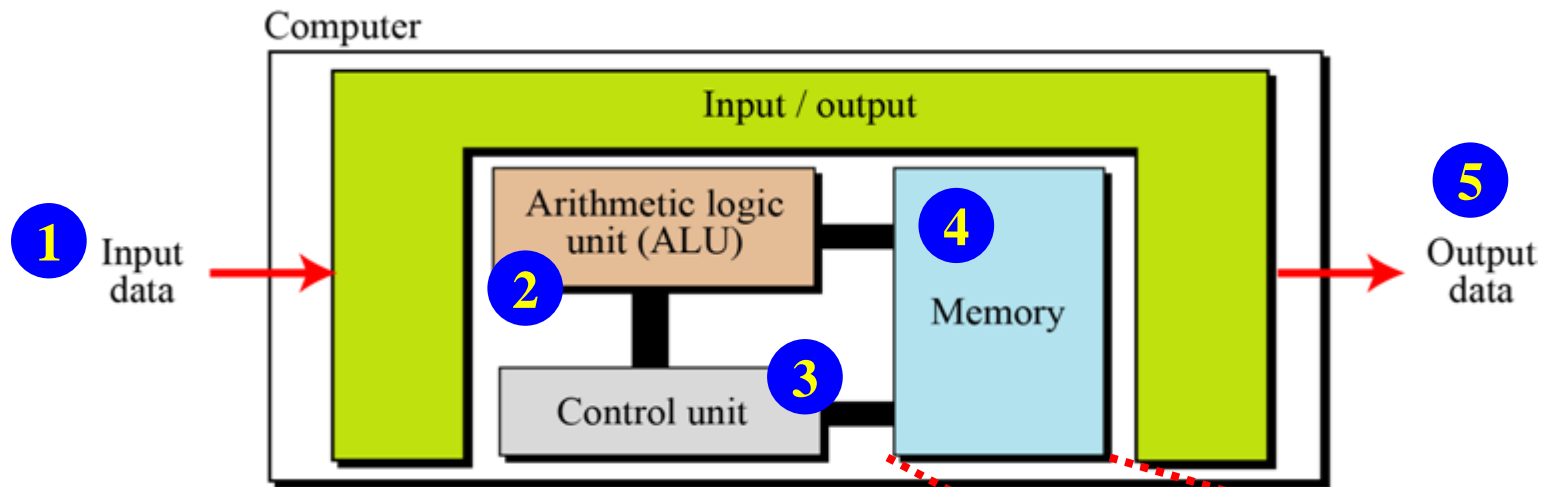 Computer
Input / output
1
Input
data
Arithmetic logic
unit (ALU)
2
3
Control unit
4
Memory
5
Output
data